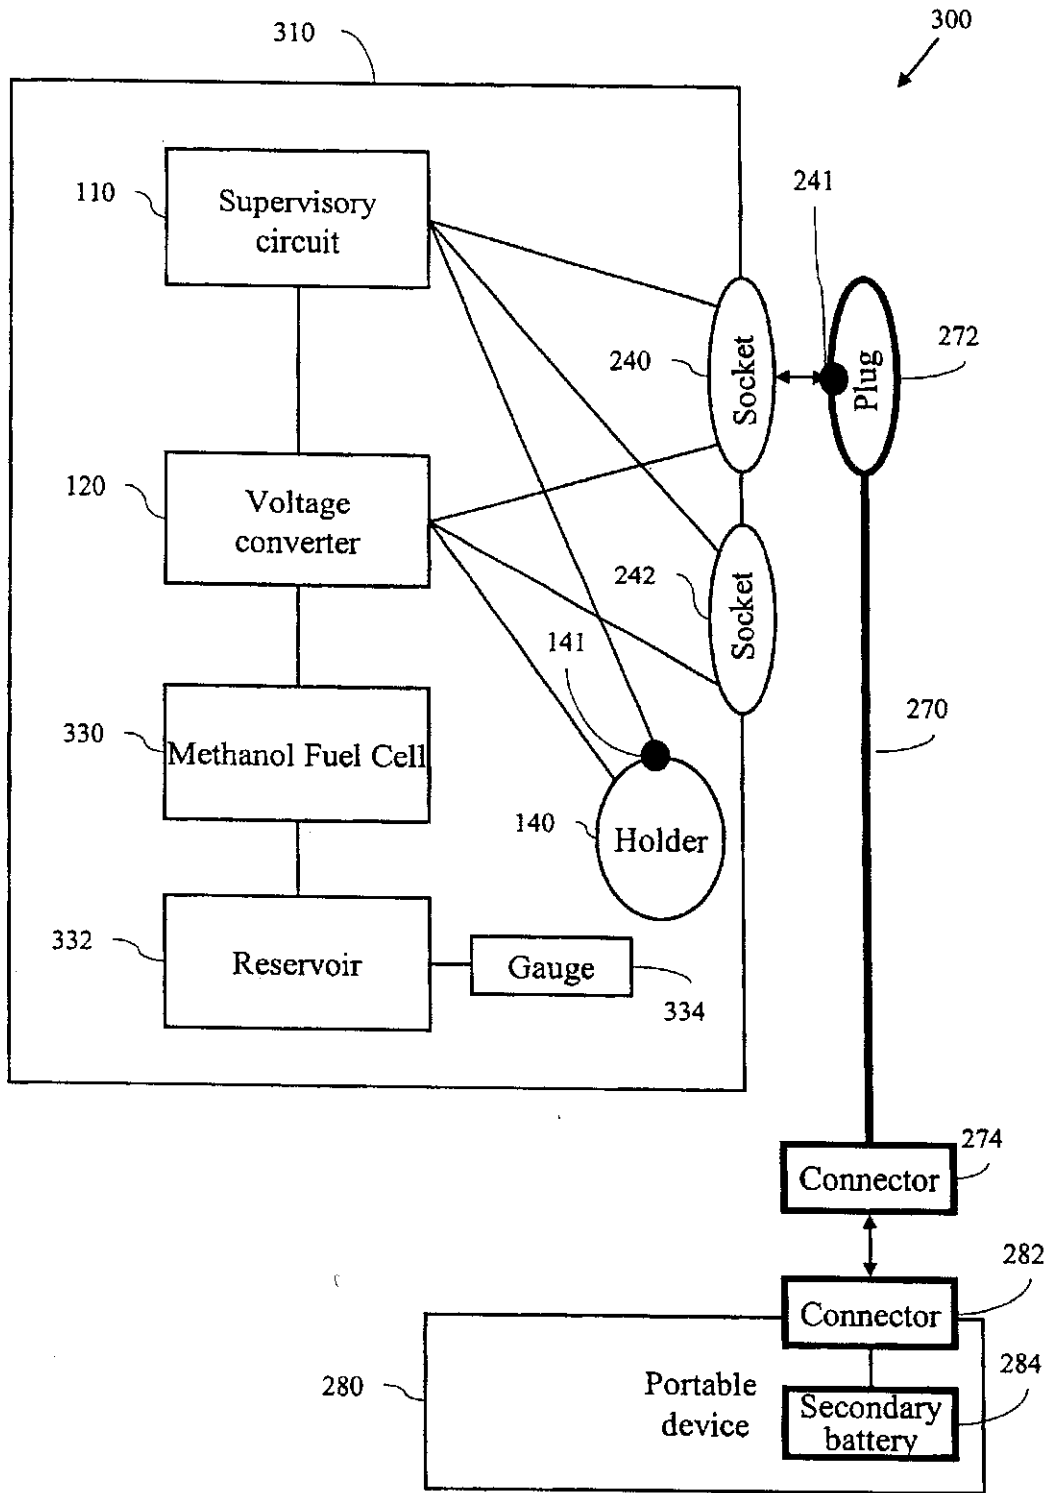 300
310
110
Supervisory
circuit
241
240
Socket
Plug
272
120
Voltage
converter
242
Socket
141
270
330
Methanol Fuel Cell
140
Holder
332
Reservoir
Gauge
334
274
Connector
282
Connector
280
Portable
device
284
Secondary
battery